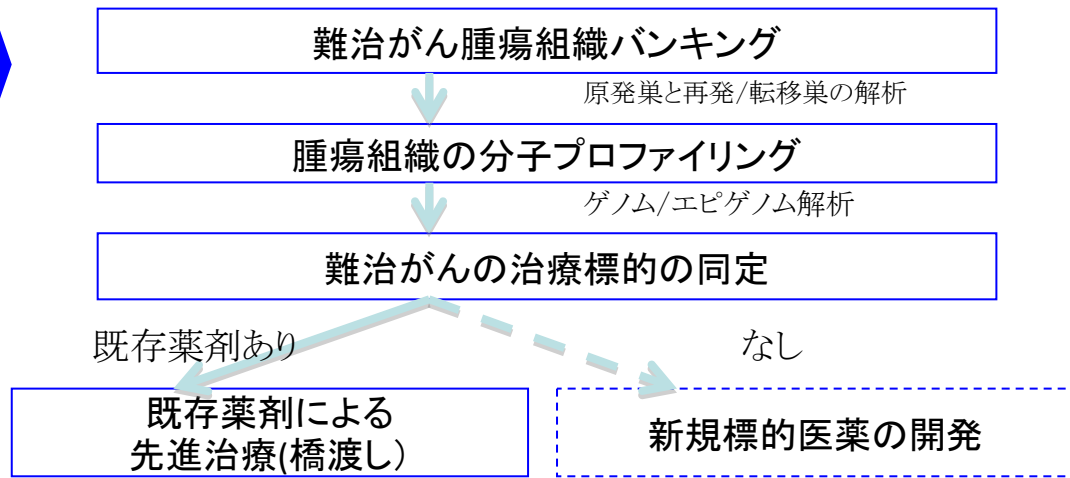 難治がん腫瘍組織バンキング
原発巣と再発/転移巣の解析
腫瘍組織の分子プロファイリング
ゲノム/エピゲノム解析
難治がんの治療標的の同定
既存薬剤あり
なし
既存薬剤による
先進治療(橋渡し）
新規標的医薬の開発